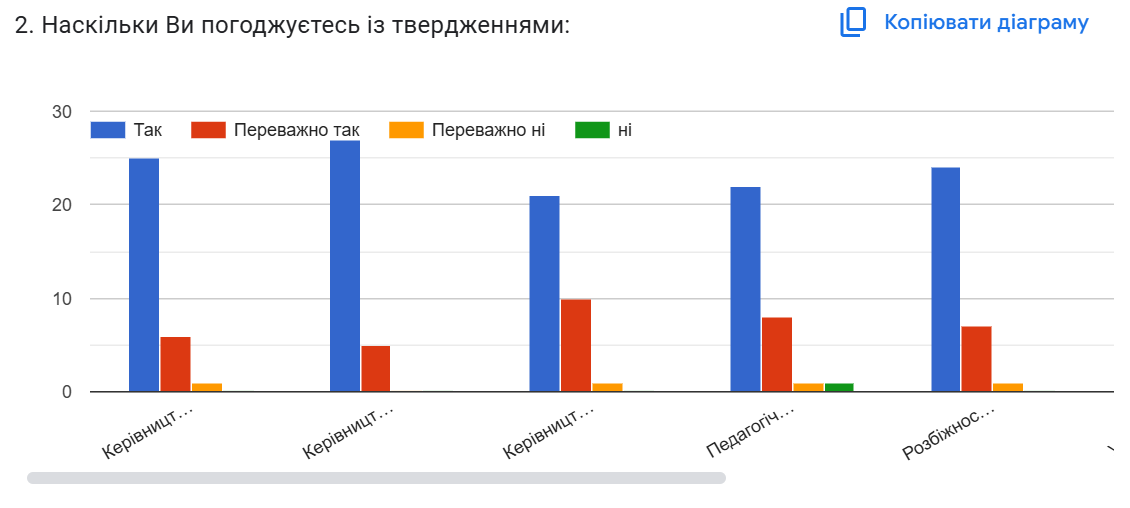 2. Наскільки Ви погоджуєтесь із твердженнями:
Копіювати діаграму
30
Так Переважно так Переважно ні ні
20
10
0
Керівницт… Керівницт… Керівницт… Педагогіч… Розбіжнос…